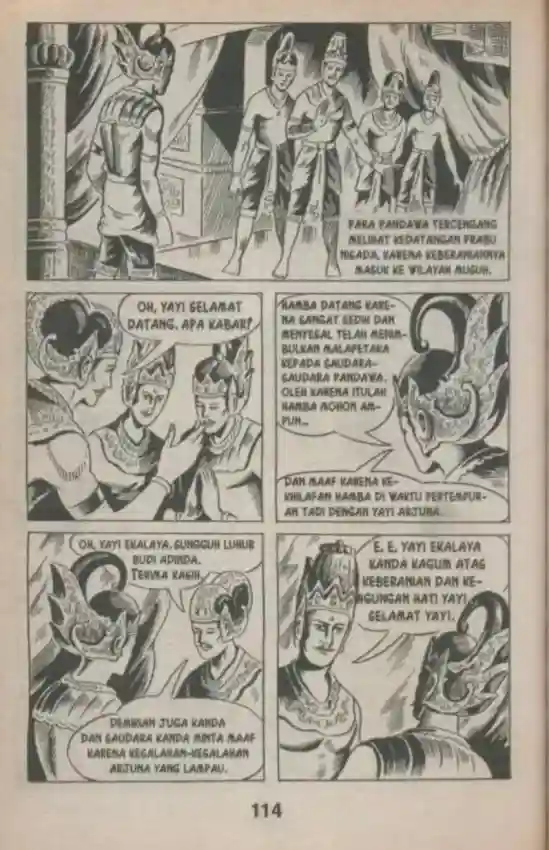 PARA PANDAWA TERCENGANG
MELIHAT KEDATANGAN PRABU
NISADA, KARENA KEBERANIANNYA
MASUK KE WILAYAH MUSUH.
OH, YAYI SELAMAT
DATANG. APA KABAR?
HAMBA DATANG KARE-
NA SANGAT SEDIH DAN
MENYESAL TELAH MENIM-
BULKAN MALAPETAKA
KEPADA SAUDARA-
SAUDARA PANDAWA.
OLEH KARENA ITULAH
HAMBA MOHON AM-
PUN...
DAN MAAF KARENA KE-
KHILAFAN HAMBA DI WAKTU PERTEMPUR-
AN TADI DENGAN YAYI ARJUNA.
OH, YAYI EKALAYA, SUNGGUH LUHUR
BUDI ADINDA.
TERIMA KASIH.
DEMIKIAN JUGA KANDA
DAN SAUDARA KANDA MINTA MAAF
KARENA KESALAHAN-KESALAHAN
ARJUNA YANG LAMPAU.
E, E, YAYI EKALAYA
KANDA KAGUM ATAS
KEBERANIAN DAN KE-
AGUNGAN HATI YAYI.
SELAMAT YAYI.
114